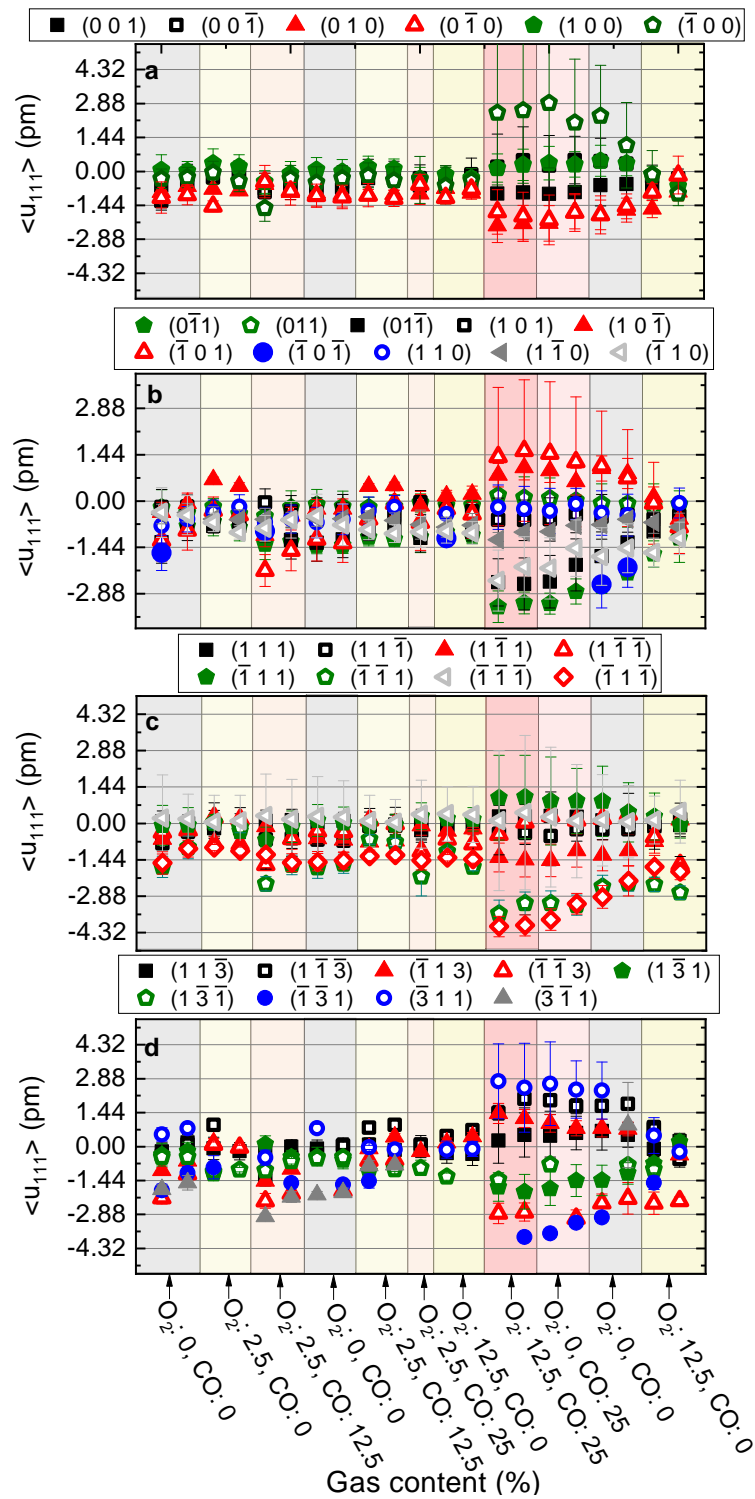 (0 0 1) (0 0 1̅) (0 1 0) (0 1̅ 0) (1 0 0) (1̅ 0 0)
a
4.32
2.88
1.44
0.00
-1.44
-2.88
-4.32
<u₁₁₁> (pm)
(01̅1) (011) (011̅) (1 0 1) (1 0 1̅)
(1̅ 0 1) (1̅ 0 1̅) (1 1 0) (1 1̅ 0) (1̅ 1 0)
b
2.88
1.44
0.00
-1.44
-2.88
<u₁₁₁> (pm)
(1 1 1) (1 1 1̅) (1 1̅ 1) (1 1̅ 1̅)
(1̅ 1 1) (1̅ 1̅ 1) (1̅ 1̅ 1̅) (1̅ 1 1̅)
c
4.32
2.88
1.44
0.00
-1.44
-2.88
-4.32
<u₁₁₁> (pm)
(1 1 3̅) (1 1̅ 3̅) (1̅ 1 3) (1̅ 1̅ 3) (1 3̅ 1)
(1 3̅ 1̅) (1̅ 3̅ 1) (3̅ 1 1) (3̅ 1̅ 1)
d
4.32
2.88
1.44
0.00
-1.44
-2.88
-4.32
<u₁₁₁> (pm)
O₂: 0, CO: 0
O₂: 2.5, CO: 0
O₂: 2.5, CO: 12.5
O₂: 0, CO: 0
O₂: 2.5, CO: 12.5
O₂: 2.5, CO: 25
O₂: 12.5, CO: 0
O₂: 12.5, CO: 25
O₂: 0, CO: 25
O₂: 0, CO: 0
O₂: 12.5, CO: 0
Gas content (%)